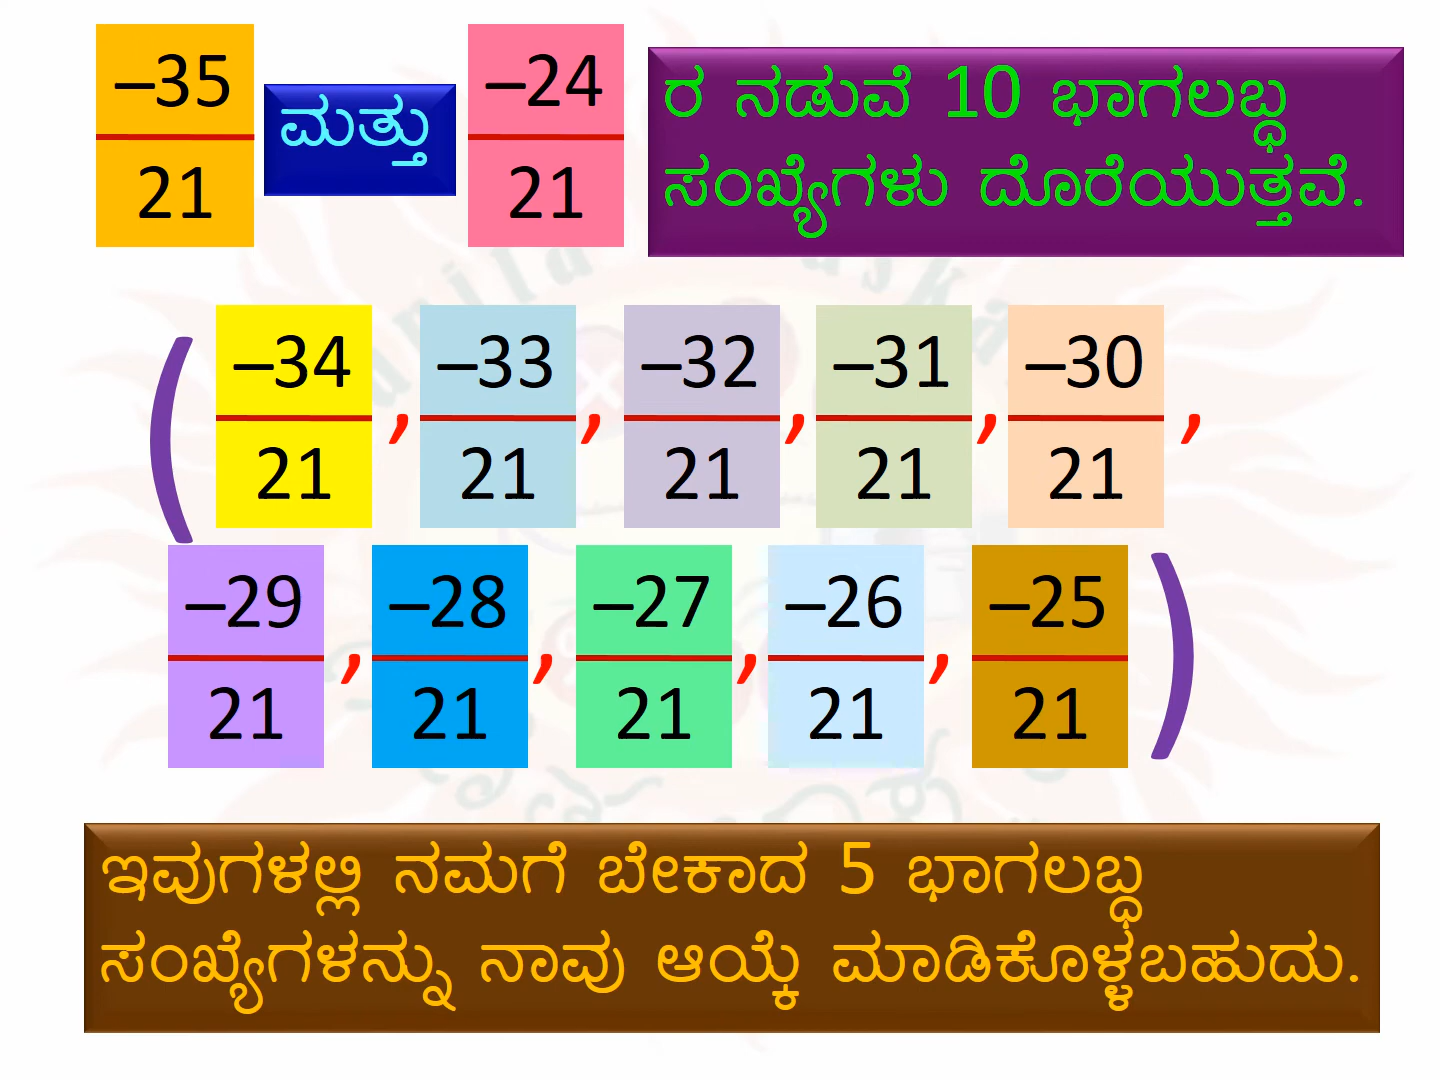 –35/21 ಮತ್ತು –24/21 ರ ನಡುವೆ 10 ಭಾಗಲಬ್ಧ
ಸಂಖ್ಯೆಗಳು ದೊರೆಯುತ್ತವೆ.
( –34/21 , –33/21 , –32/21 , –31/21 , –30/21 ,
–29/21 , –28/21 , –27/21 , –26/21 , –25/21 )
ಇವುಗಳಲ್ಲಿ ನಮಗೆ ಬೇಕಾದ 5 ಭಾಗಲಬ್ಧ
ಸಂಖ್ಯೆಗಳನ್ನು ನಾವು ಆಯ್ಕೆ ಮಾಡಿಕೊಳ್ಳಬಹುದು.